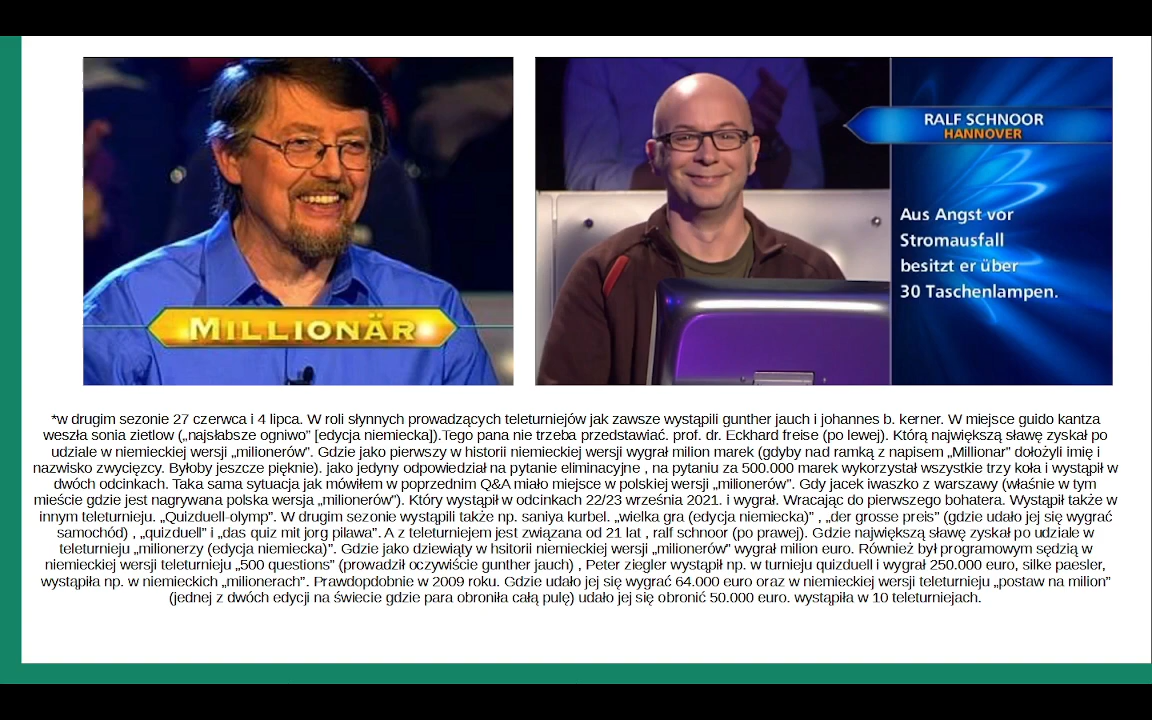 MILLIONÄR
RALF SCHNOOR
HANNOVER
Aus Angst vor
Stromausfall
besitzt er über
30 Taschenlampen.
*w drugim sezonie 27 czerwca i 4 lipca. W roli słynnych prowadzących teleturniejów jak zawsze wystąpili gunther jauch i johannes b. kerner. W miejsce guido kantza
weszła sonia zietlow („najsłabsze ogniwo” [edycja niemiecka]).Tego pana nie trzeba przedstawiać. prof. dr. Eckhard freise (po lewej). Którą największą sławę zyskał po
udziale w niemieckiej wersji „milionerów”. Gdzie jako pierwszy w historii niemieckiej wersji wygrał milion marek (gdyby nad ramką z napisem „Millionar” dołożyli imię i
nazwisko zwycięzcy. Byłoby jeszcze pięknie). jako jedyny odpowiedział na pytanie eliminacyjne , na pytaniu za 500.000 marek wykorzystał wszystkie trzy koła i wystąpił w
dwóch odcinkach. Taka sama sytuacja jak mówiłem w poprzednim Q&A miało miejsce w polskiej wersji „milionerów”. Gdy jacek iwaszko z warszawy (właśnie w tym
mieście gdzie jest nagrywana polska wersja „milionerów”). Który wystąpił w odcinkach 22/23 września 2021. i wygrał. Wracając do pierwszego bohatera. Wystąpił także w
innym teleturnieju. „Quizduell-olymp”. W drugim sezonie wystąpili także np. saniya kurbel. „wielka gra (edycja niemiecka)” , „der grosse preis” (gdzie udało jej się wygrać
samochód) , „quizduell” i „das quiz mit jorg pilawa”. A z teleturniejem jest związana od 21 lat , ralf schnoor (po prawej). Gdzie największą sławę zyskał po udziale w
teleturnieju „milionerzy (edycja niemiecka)”. Gdzie jako dziewiąty w hsitorii niemieckiej wersji „milionerów” wygrał milion euro. Również był programowym sędzią w
niemieckiej wersji teleturnieju „500 questions” (prowadził oczywiście gunther jauch) , Peter ziegler wystąpił np. w turnieju quizduell i wygrał 250.000 euro, silke paesler,
wystąpiła np. w niemieckich „milionerach”. Prawdopdobnie w 2009 roku. Gdzie udało jej się wygrać 64.000 euro oraz w niemieckiej wersji teleturnieju „postaw na milion”
(jednej z dwóch edycji na świecie gdzie para obroniła całą pulę) udało jej się obronić 50.000 euro. wystąpiła w 10 teleturniejach.